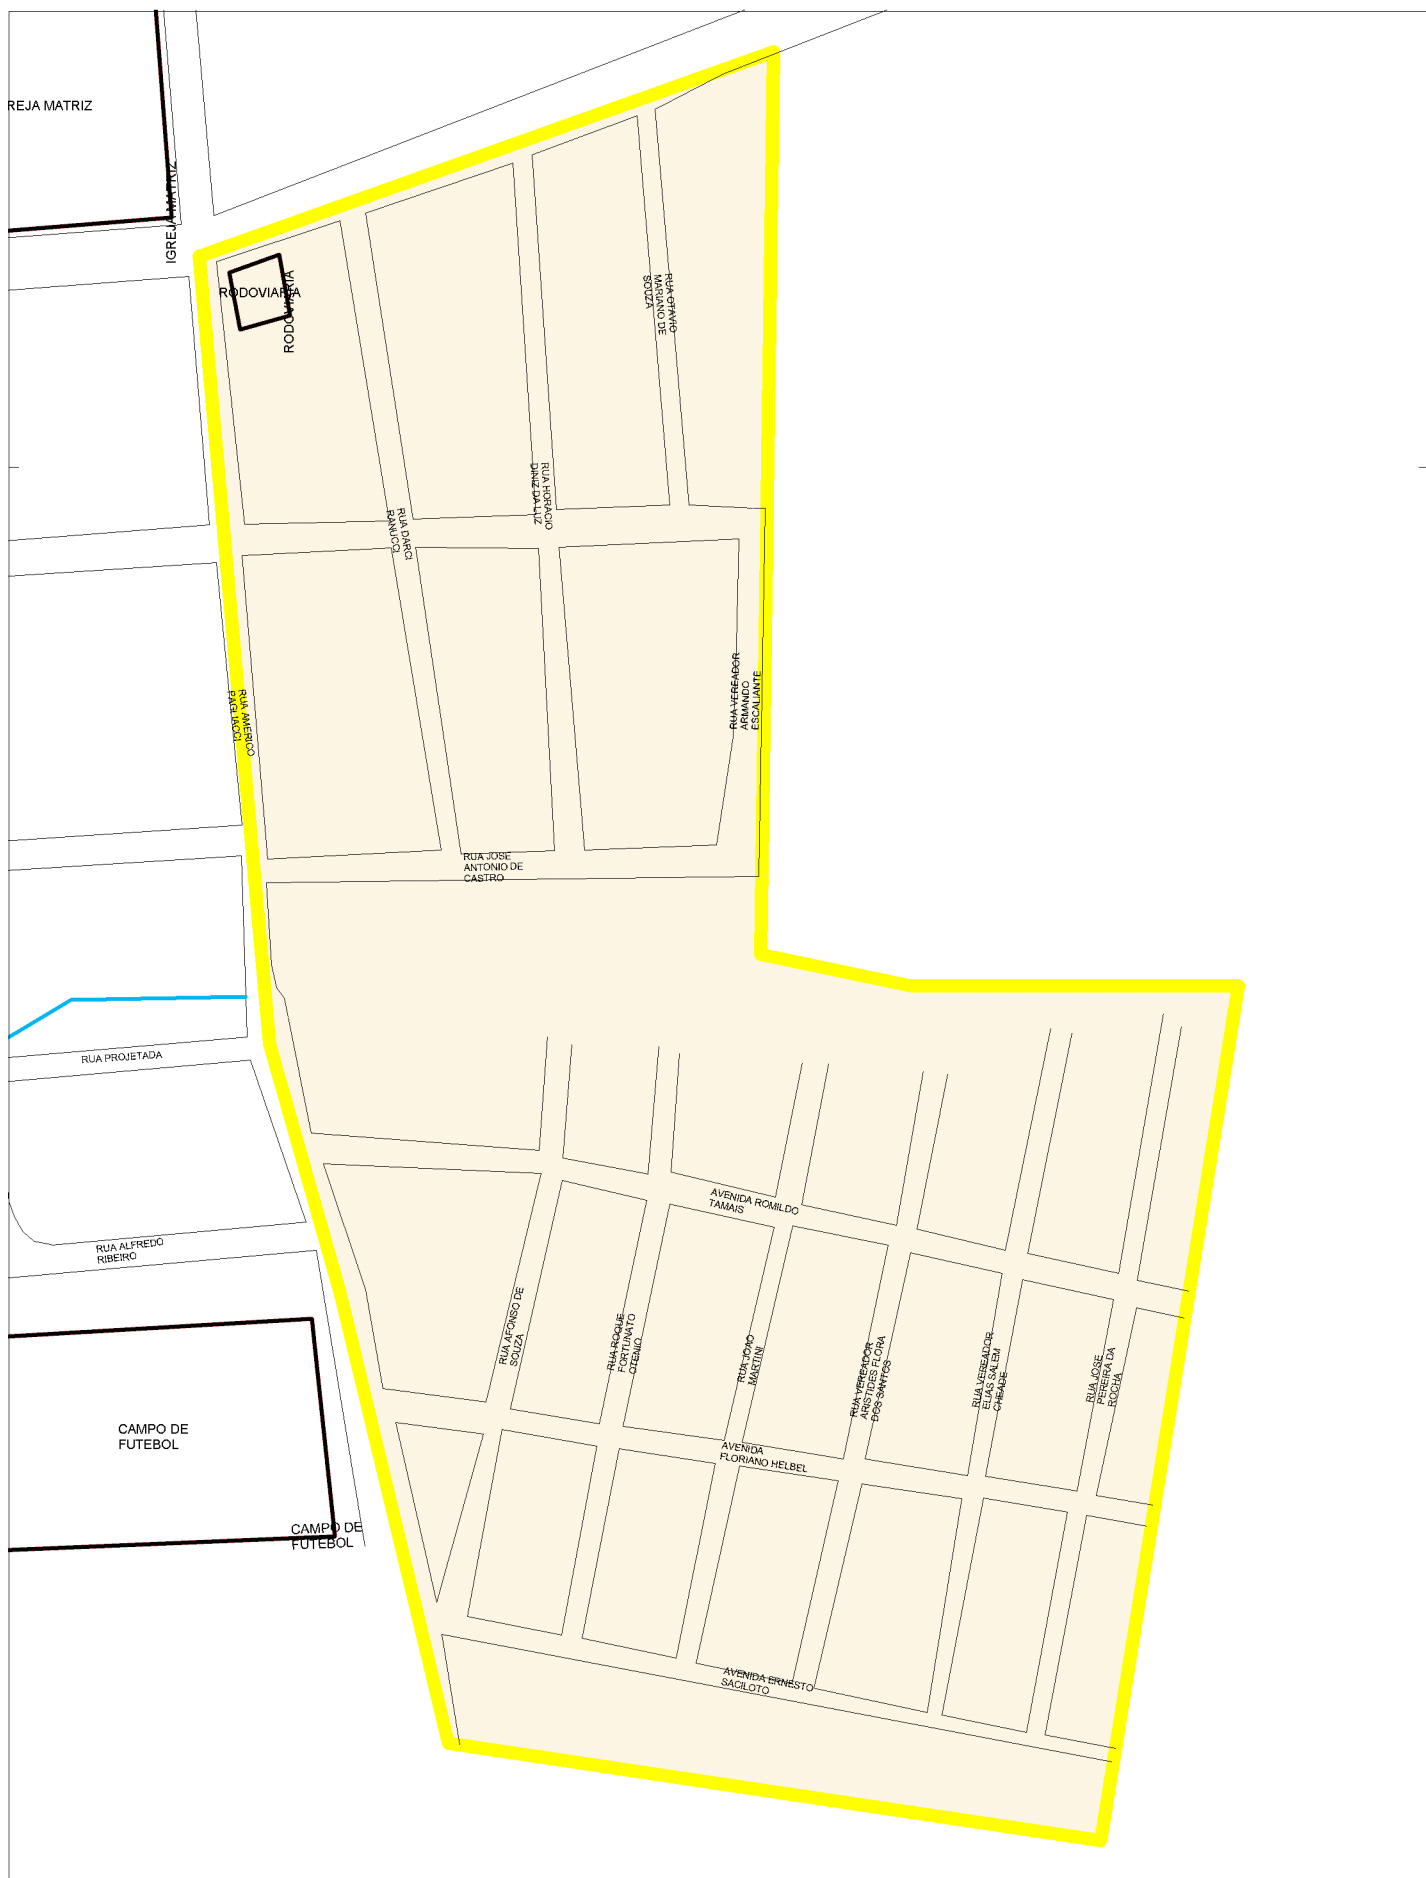 REJA MATRIZ
IGREJA MATRIZ
RODOVIARIA
RODOVIARIA
RUA OTAVIO
MARIANO DE
SOUZA
RUA HORACIO
DINIZ DA LUZ
RUA DARCI
RANUCCI
RUA VEREADOR
ARMANDO
ESCALIANTE
RUA AMERICO
PAGLIACCI
RUA JOSE
ANTONIO DE
CASTRO
RUA PROJETADA
AVENIDA ROMILDO
TAMAIS
RUA ALFREDO
RIBEIRO
RUA AFONSO DE
SOUZA
RUA ROQUE
FORTUNATO
OTENIO
RUA JOAO
MARTINI
RUA VEREADOR
ARISTIDES FLORA
DOS SANTOS
RUA VEREADOR
ELIAS SALEM
CHEADE
RUA JOSE
PEREIRA DA
ROCHA
CAMPO DE
FUTEBOL
AVENIDA
FLORIANO HELBEL
CAMPO DE
FUTEBOL
AVENIDA ERNESTO
SACILOTO